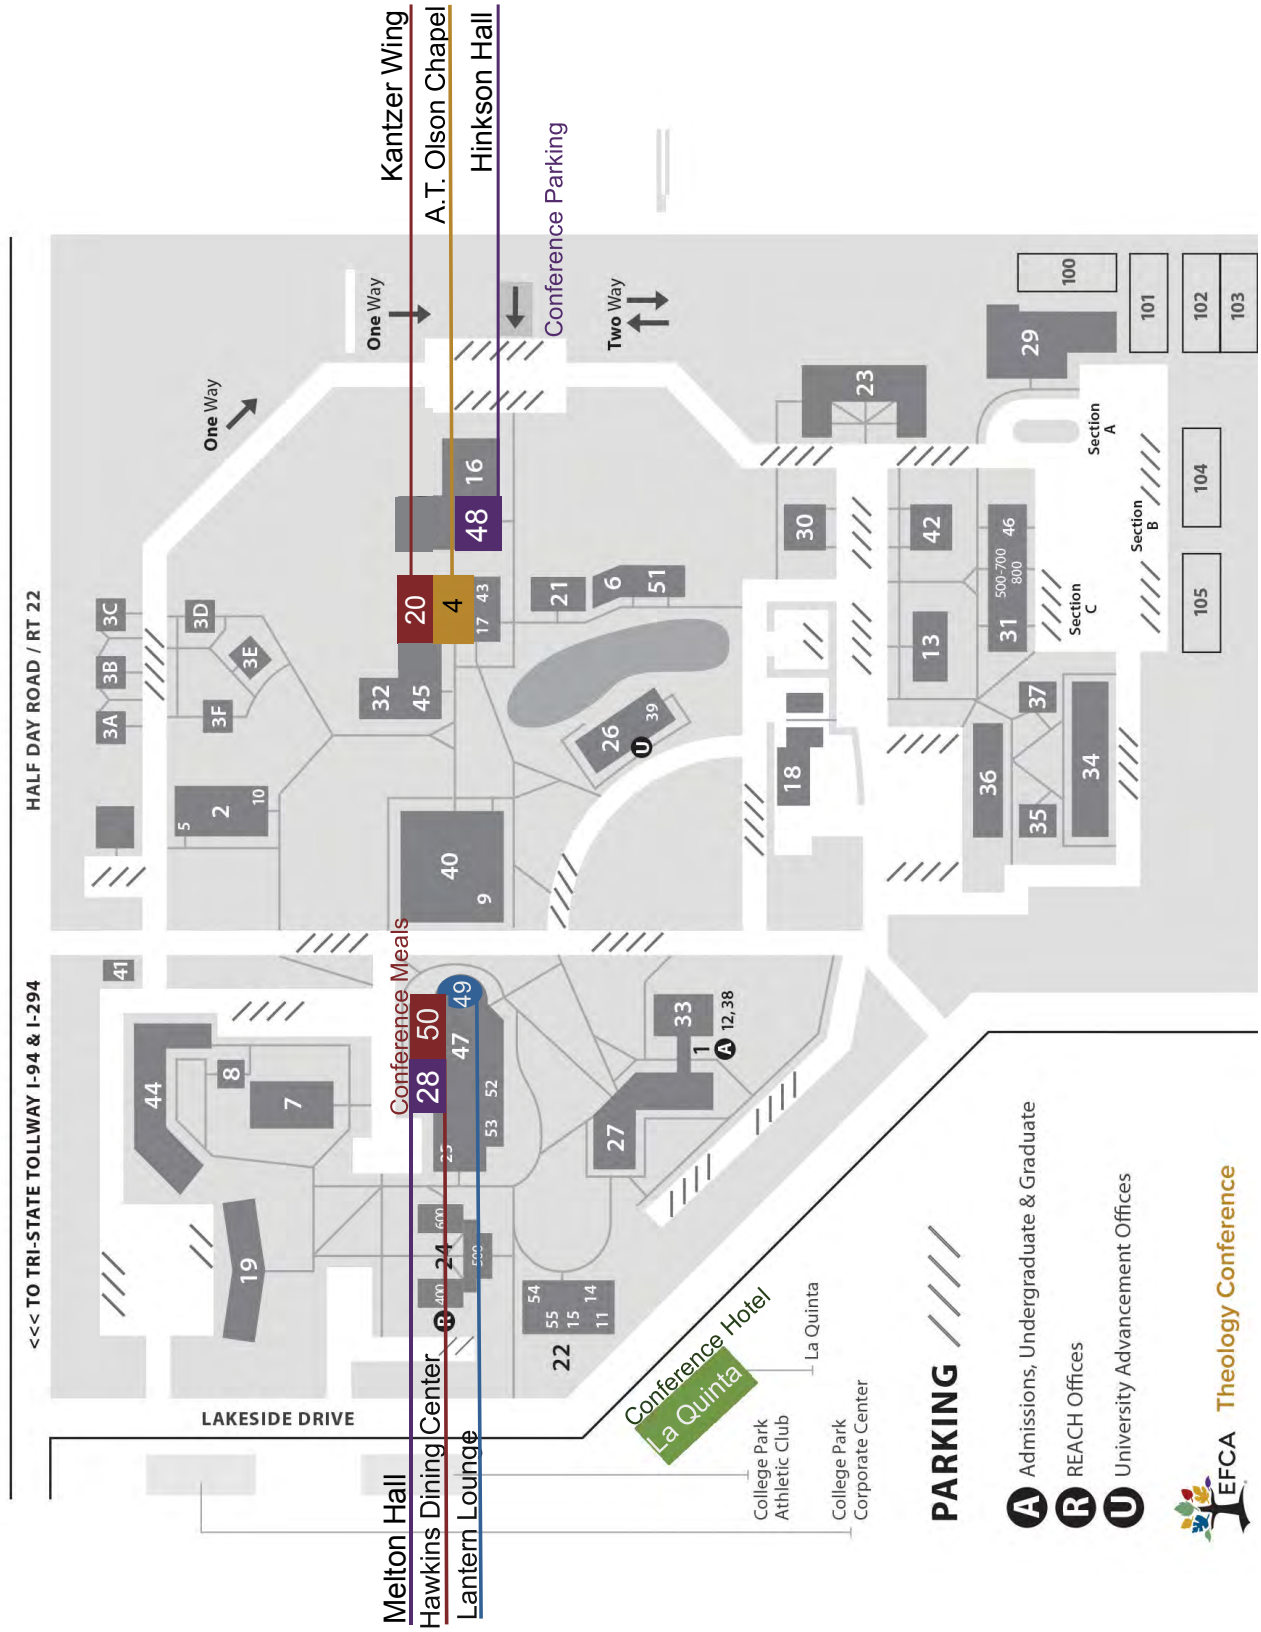 HALF DAY ROAD / RT 22
<<< TO TRI-STATE TOLLWAY I-94 & I-294
LAKESIDE DRIVE
Kantzer Wing
A.T. Olson Chapel
Hinkson Hall
Conference Parking
One Way
One Way
Two Way
3A
3B
3C
3D
3E
3F
5
2
10
32
45
20
4
17
43
48
16
21
6
51
26
39
U
40
9
41
44
8
7
19
Conference Meals
28
50
49
47
52
53
25
600
24
500
400
R
33
1
A 12,38
27
54
55
15
14
11
22
18
30
23
42
13
31
500-700
800
46
29
Section
A
Section
B
Section
C
100
101
102
103
104
105
37
36
35
34
Melton Hall
Hawkins Dining Center
Lantern Lounge
Conference Hotel
La Quinta
La Quinta
College Park
Athletic Club
College Park
Corporate Center
PARKING
A Admissions, Undergraduate & Graduate
R REACH Offices
U University Advancement Offices
EFCA Theology Conference